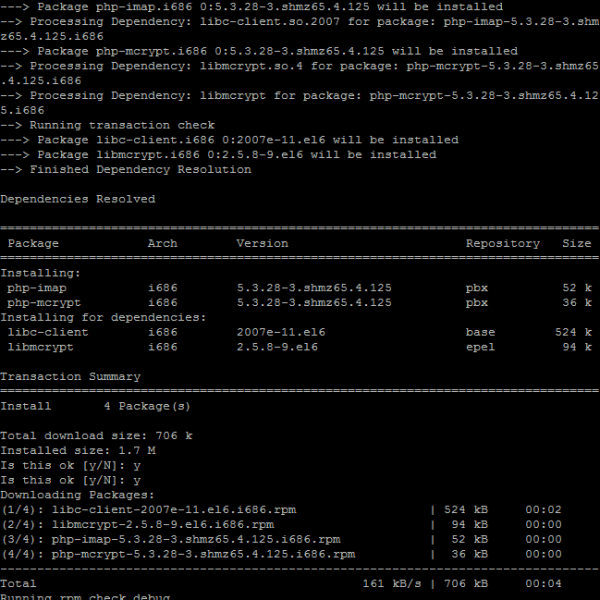 ---> Package php-imap.i686 0:5.3.28-3.shmz65.4.125 will be installed
--> Processing Dependency: libc-client.so.2007 for package: php-imap-5.3.28-3.shm
z65.4.125.i686
---> Package php-mcrypt.i686 0:5.3.28-3.shmz65.4.125 will be installed
--> Processing Dependency: libmcrypt.so.4 for package: php-mcrypt-5.3.28-3.shmz65
.4.125.i686
--> Processing Dependency: libmcrypt for package: php-mcrypt-5.3.28-3.shmz65.4.12
5.i686
--> Running transaction check
---> Package libc-client.i686 0:2007e-11.el6 will be installed
---> Package libmcrypt.i686 0:2.5.8-9.el6 will be installed
--> Finished Dependency Resolution
Dependencies Resolved
================================================================================
Package Arch Version Repository Size
================================================================================
Installing:
php-imap i686 5.3.28-3.shmz65.4.125 pbx 52 k
php-mcrypt i686 5.3.28-3.shmz65.4.125 pbx 36 k
Installing for dependencies:
libc-client i686 2007e-11.el6 base 524 k
libmcrypt i686 2.5.8-9.el6 epel 94 k
Transaction Summary
================================================================================
Install 4 Package(s)
Total download size: 706 k
Installed size: 1.7 M
Is this ok [y/N]: y
Is this ok [y/N]: y
Downloading Packages:
(1/4): libc-client-2007e-11.el6.i686.rpm | 524 kB 00:02
(2/4): libmcrypt-2.5.8-9.el6.i686.rpm | 94 kB 00:00
(3/4): php-imap-5.3.28-3.shmz65.4.125.i686.rpm | 52 kB 00:00
(4/4): php-mcrypt-5.3.28-3.shmz65.4.125.i686.rpm | 36 kB 00:00
--------------------------------------------------------------------------------
Total 161 kB/s | 706 kB 00:04
Running rpm_check_debug